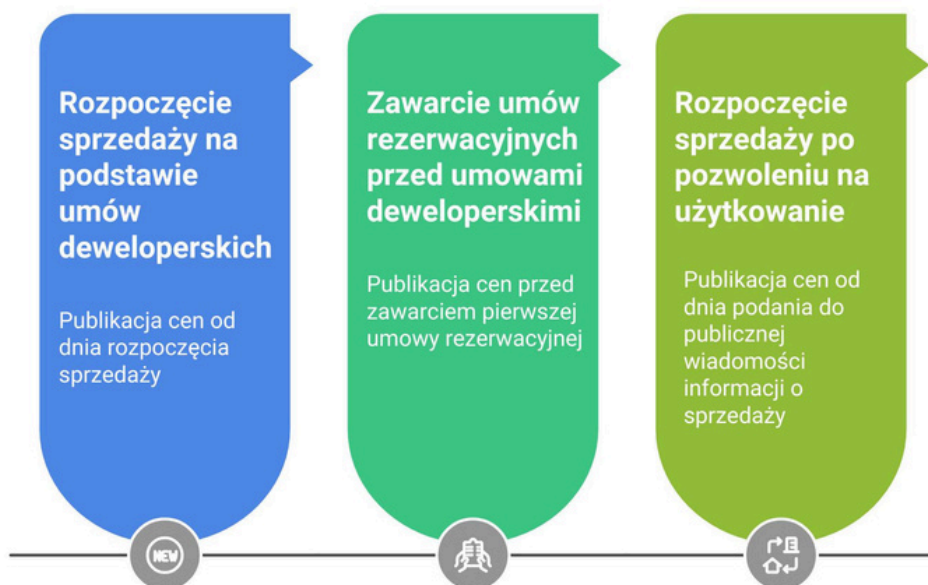 Rozpoczęcie
sprzedaży na
podstawie
umów
deweloperskich
Publikacja cen od
dnia rozpoczęcia
sprzedaży
NEW
Zawarcie umów
rezerwacyjnych
przed umowami
deweloperskimi
Publikacja cen przed
zawarciem pierwszej
umowy rezerwacyjnej
Rozpoczęcie
sprzedaży po
pozwoleniu na
użytkowanie
Publikacja cen od
dnia podania do
publicznej
wiadomości
informacji o
sprzedaży